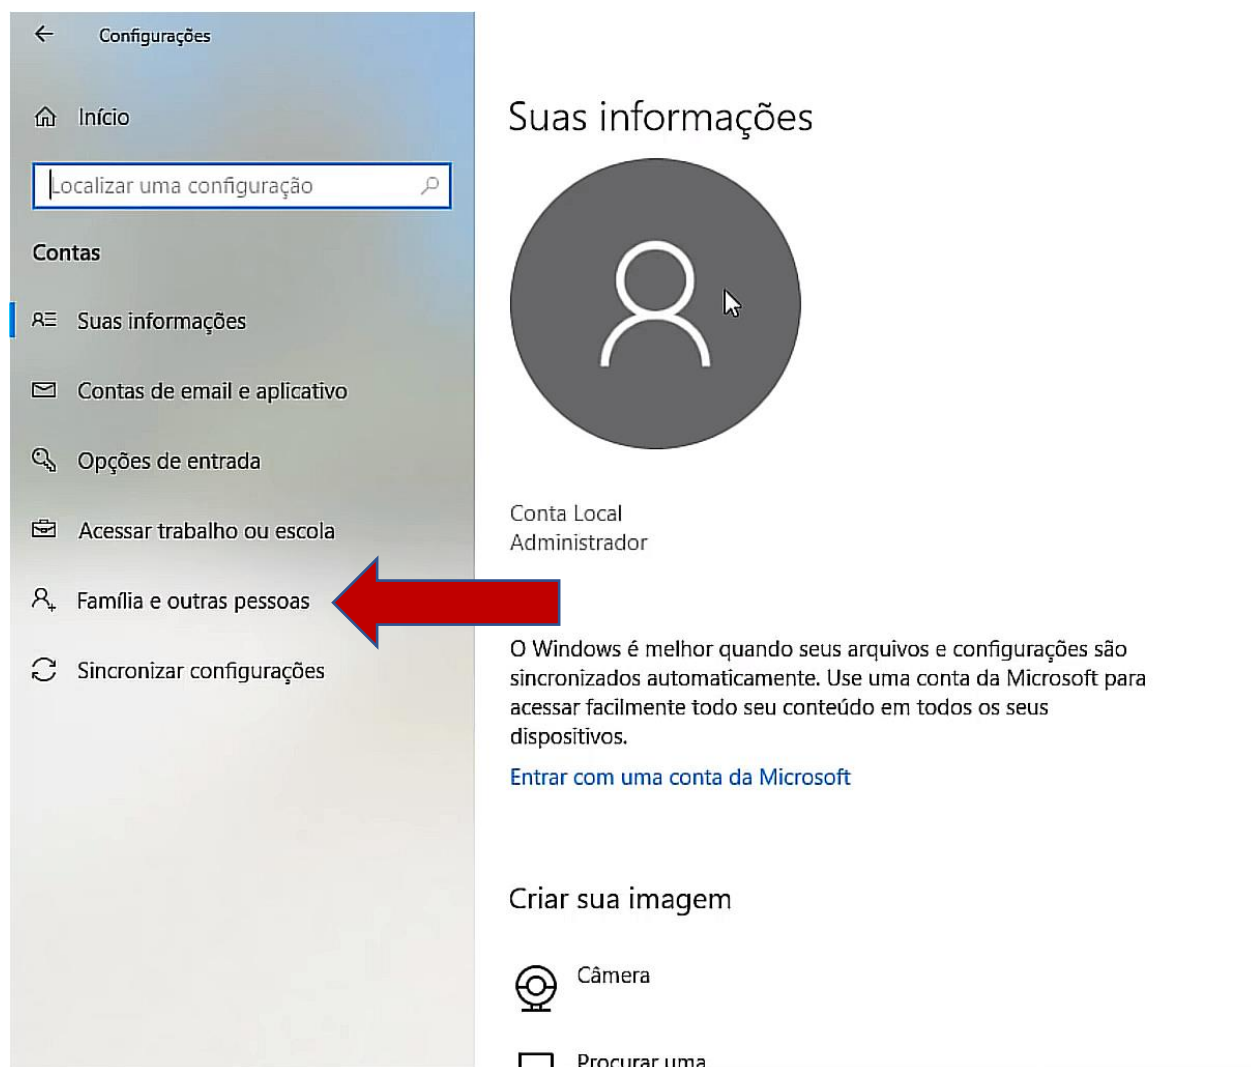 Configurações
Início
Localizar uma configuração
Contas
Suas informações
Contas de email e aplicativo
Opções de entrada
Acessar trabalho ou escola
Família e outras pessoas
Sincronizar configurações
Suas informações
Conta Local
Administrador
O Windows é melhor quando seus arquivos e configurações são
sincronizados automaticamente. Use uma conta da Microsoft para
acessar facilmente todo seu conteúdo em todos os seus
dispositivos.
Entrar com uma conta da Microsoft
Criar sua imagem
Câmera
Procurar uma